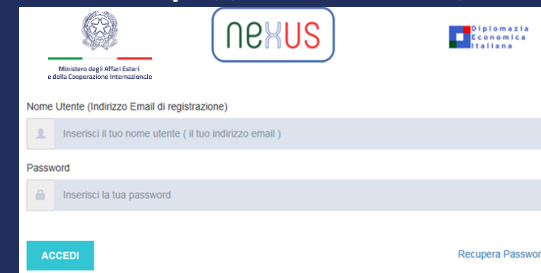 Ministero degli Affari Esteri
e della Cooperazione Internazionale
nexus
Diplomazia
Economica
Italiana
Nome Utente (Indirizzo Email di registrazione)
Inserisci il tuo nome utente ( il tuo indirizzo email )
Password
Inserisci la tua password
ACCEDI
Recupera Passwor